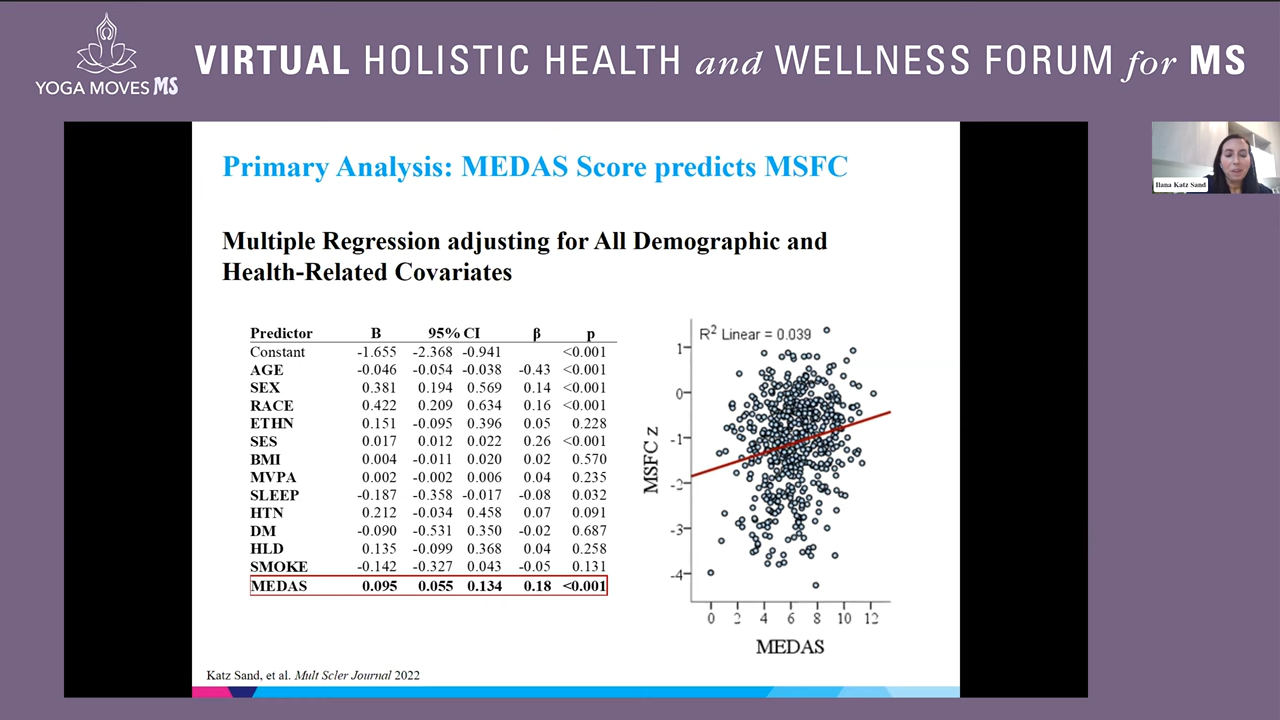 YOGA MOVES MS
VIRTUAL HOLISTIC HEALTH and WELLNESS FORUM for MS
Ilana Katz Sand
Primary Analysis: MEDAS Score predicts MSFC
Multiple Regression adjusting for All Demographic and
Health-Related Covariates
Predictor B 95% CI β p
Constant -1.655 -2.368 -0.941 <0.001
AGE -0.046 -0.054 -0.038 -0.43 <0.001
SEX 0.381 0.194 0.569 0.14 <0.001
RACE 0.422 0.209 0.634 0.16 <0.001
ETHN 0.151 -0.095 0.396 0.05 0.228
SES 0.017 0.012 0.022 0.26 <0.001
BMI 0.004 -0.011 0.020 0.02 0.570
MVPA 0.002 -0.002 0.006 0.04 0.235
SLEEP -0.187 -0.358 -0.017 -0.08 0.032
HTN 0.212 -0.034 0.458 0.07 0.091
DM -0.090 -0.531 0.350 -0.02 0.687
HLD 0.135 -0.099 0.368 0.04 0.258
SMOKE -0.142 -0.327 0.043 -0.05 0.131
MEDAS 0.095 0.055 0.134 0.18 <0.001
R² Linear = 0.039
1
0
-1
-2
-3
-4
MSFC z
0 2 4 6 8 10 12
MEDAS
Katz Sand, et al. Mult Scler Journal 2022